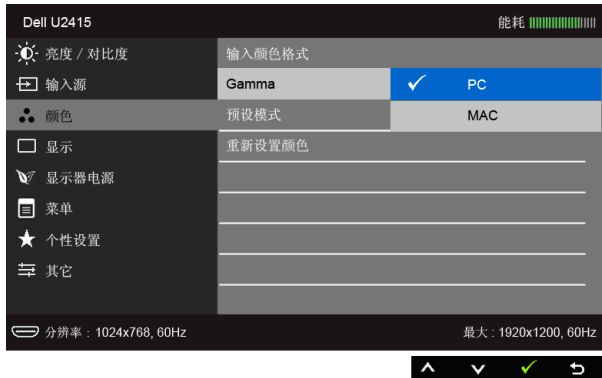 Dell U2415 能耗
亮度 / 对比度 输入颜色格式
输入源 Gamma PC
颜色 预设模式 MAC
显示 重新设置颜色
显示器电源
菜单
个性设置
其它
分辨率 : 1024x768, 60Hz 最大 : 1920x1200, 60Hz